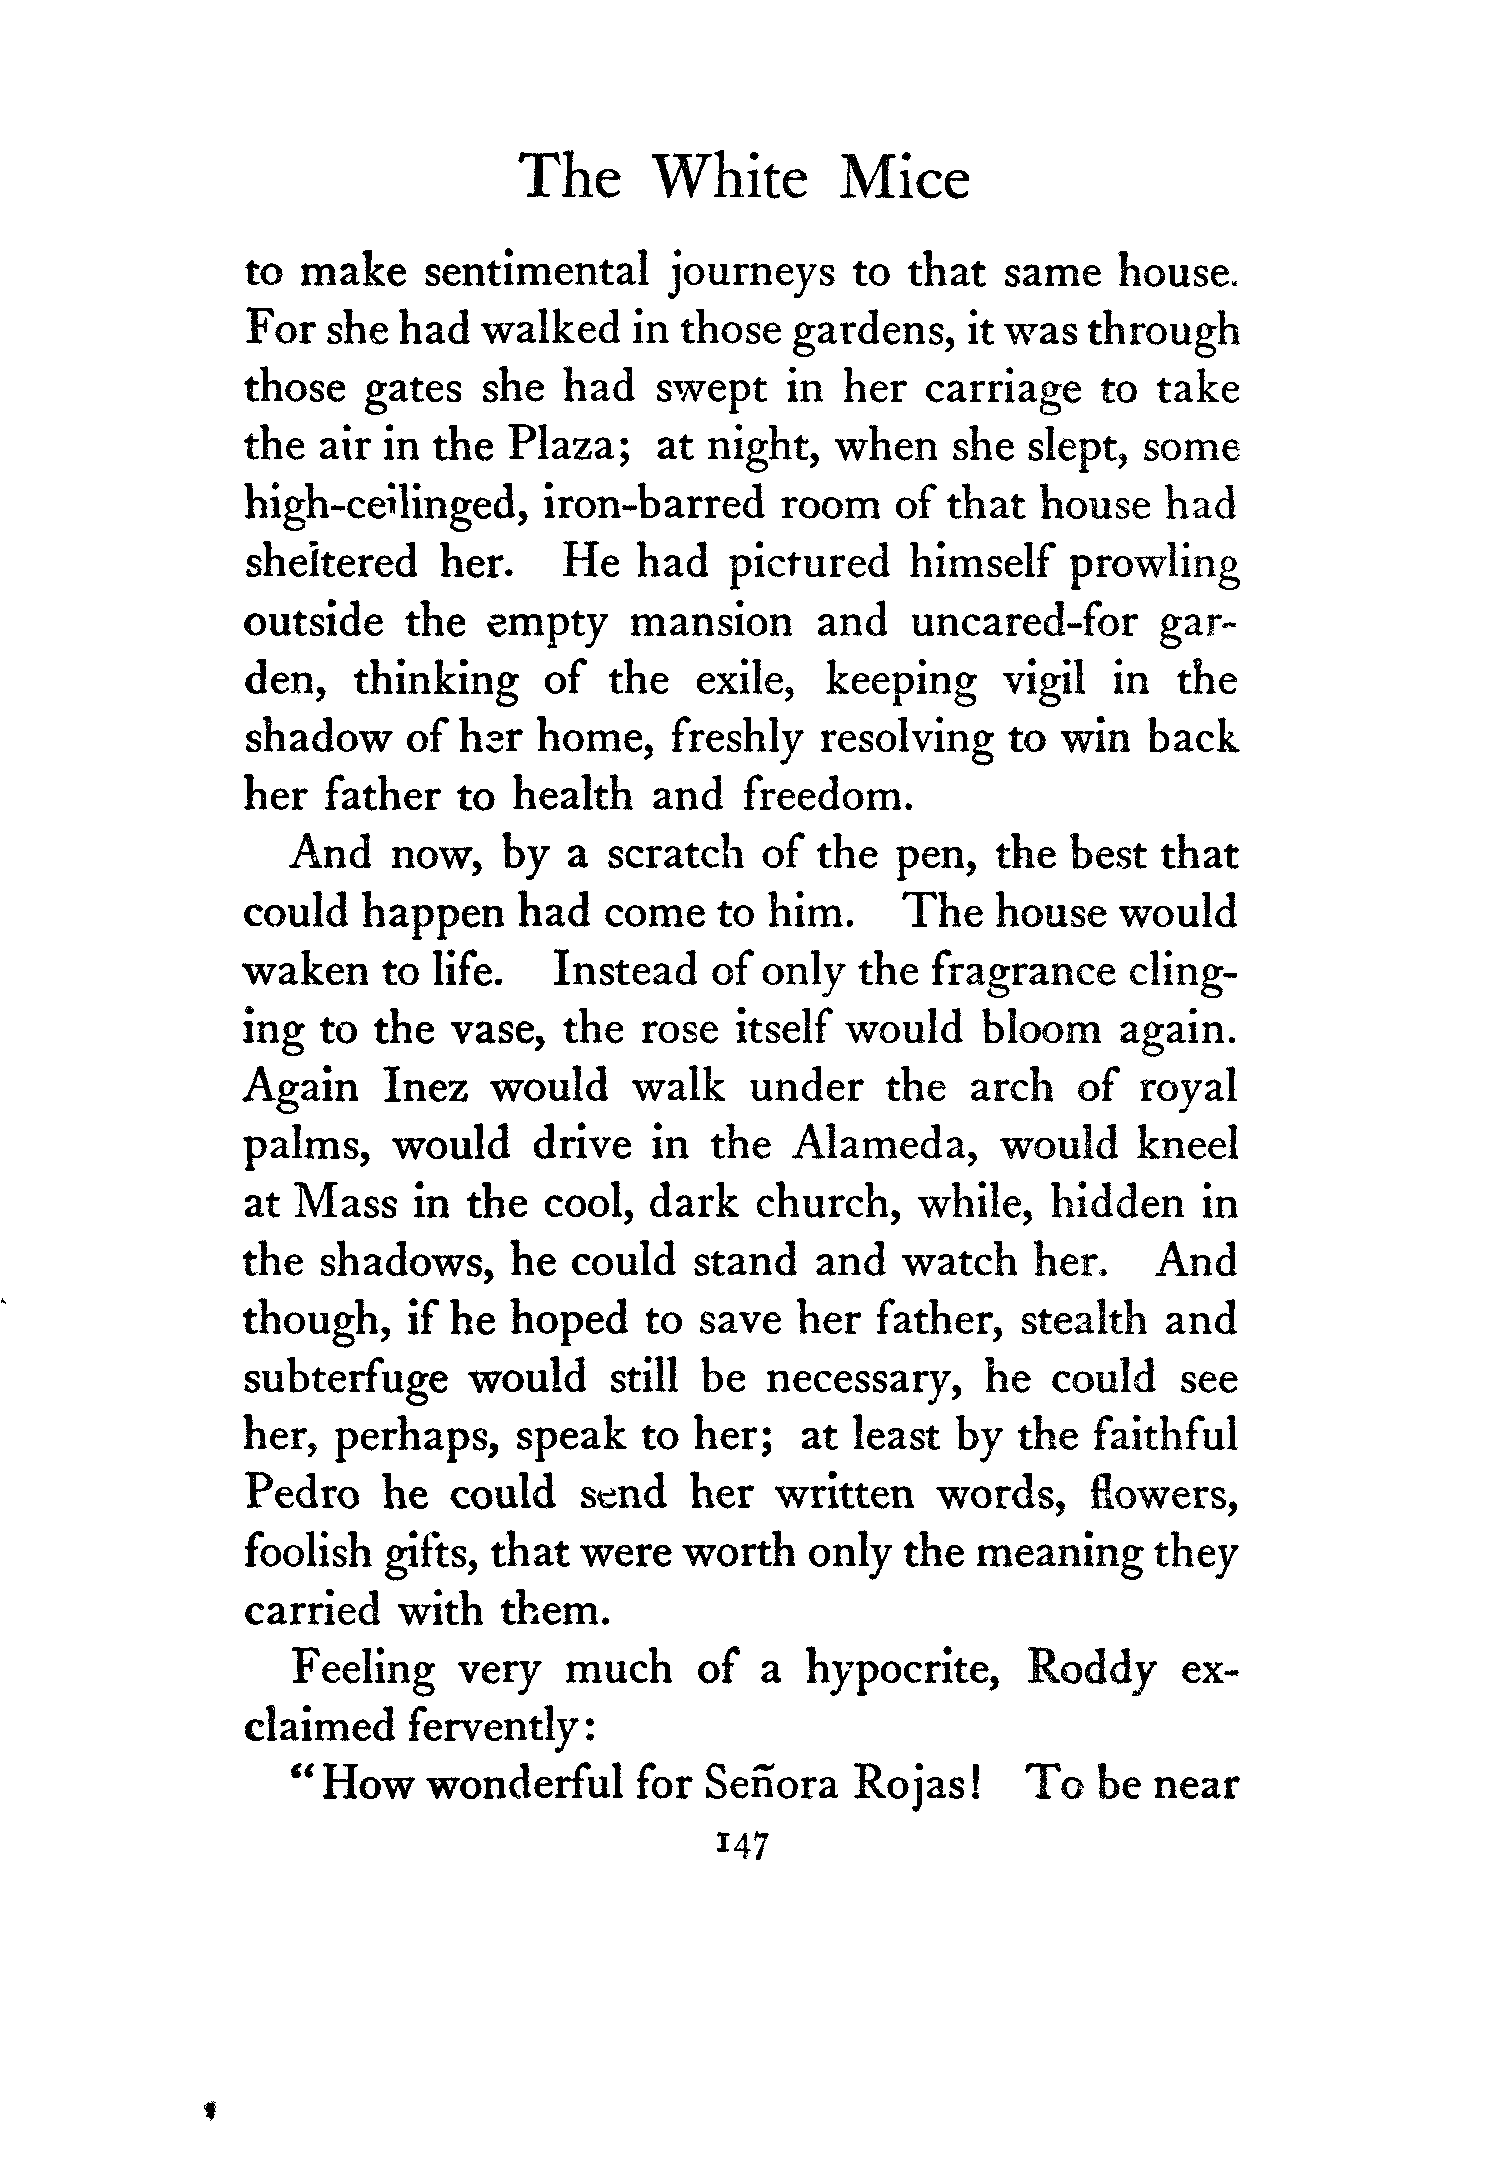 The White Mice
to make sentimental journeys to that same house.
For she had walked in those gardens, it was through
those gates she had swept in her carriage to take
the air in the Plaza; at night, when she slept, some
high-ceilinged, iron-barred room of that house had
sheltered her. He had pictured himself prowling
outside the empty mansion and uncared-for gar-
den, thinking of the exile, keeping vigil in the
shadow of her home, freshly resolving to win back
her father to health and freedom.
And now, by a scratch of the pen, the best that
could happen had come to him. The house would
waken to life. Instead of only the fragrance cling-
ing to the vase, the rose itself would bloom again.
Again Inez would walk under the arch of royal
palms, would drive in the Alameda, would kneel
at Mass in the cool, dark church, while, hidden in
the shadows, he could stand and watch her. And
though, if he hoped to save her father, stealth and
subterfuge would still be necessary, he could see
her, perhaps, speak to her; at least by the faithful
Pedro he could send her written words, flowers,
foolish gifts, that were worth only the meaning they
carried with them.
Feeling very much of a hypocrite, Roddy ex-
claimed fervently:
"How wonderful for Señora Rojas! To be near
147